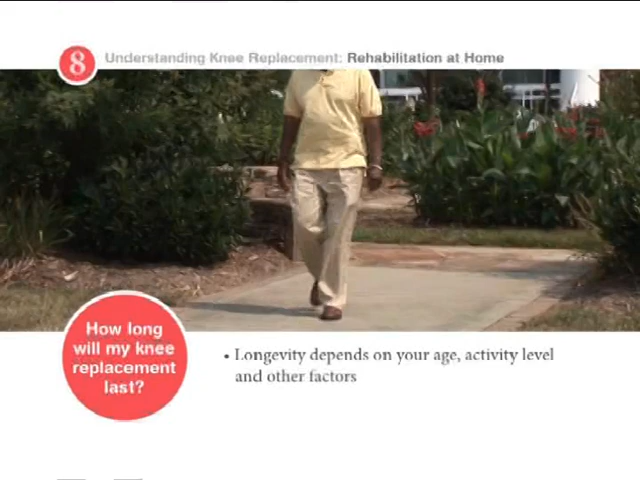 8 Understanding Knee Replacement: Rehabilitation at Home
How long
will my knee
replacement
last?
• Longevity depends on your age, activity level
and other factors